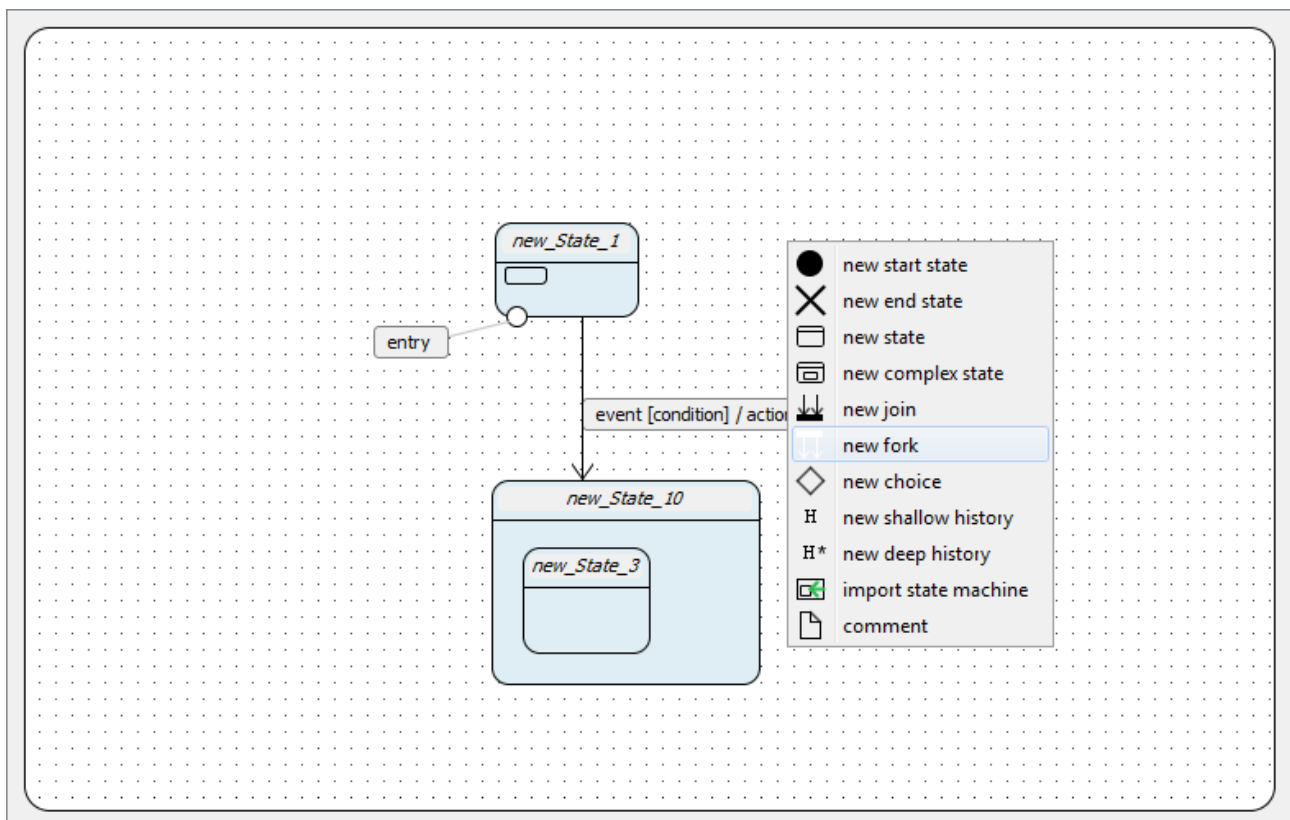 new_State_1
entry
event [condition] / action
new_State_10
new_State_3
new start state
new end state
new state
new complex state
new join
new fork
new choice
H new shallow history
H* new deep history
import state machine
comment